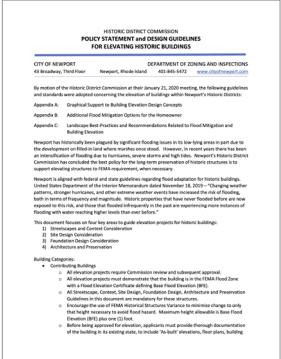 HISTORIC DISTRICT COMMISSION
POLICY STATEMENT and DESIGN GUIDELINES
FOR ELEVATING HISTORIC BUILDINGS
CITY OF NEWPORT DEPARTMENT OF ZONING AND INSPECTIONS
43 Broadway, Third Floor Newport, Rhode Island 401-845-5472 www.cityofnewport.com
By motion of the Historic District Commission at their January 21, 2020 meeting, the following guidelines
and standards were adopted concerning the elevation of buildings within Newport's Historic Districts:
Appendix A: Graphical Support to Building Elevation Design Concepts
Appendix B: Additional Flood Mitigation Options for the Homeowner
Appendix C: Landscape Best-Practices and Recommendations Related to Flood Mitigation and
Building Elevation
Newport has historically been plagued by significant flooding issues in its low-lying areas in part due to
the development on filled-in land where marshes once stood. However, in recent years there has been
an intensification of flooding due to hurricanes, severe storms and high tides. Newport's Historic District
Commission has concluded the best policy for the long-term preservation of historic structures is to
support elevating structures to FEMA requirement, when necessary.
Newport is aligned with federal and state guidelines regarding flood adaptation for historic buildings.
United States Department of the Interior Memorandum dated November 18, 2019 – "Changing weather
patterns, stronger hurricanes, and other extreme weather events have increased the risk of flooding,
both in terms of frequency and magnitude. Historic properties that have never flooded before are now
exposed to this risk, and those that flooded infrequently in the past are experiencing more instances of
flooding with water reaching higher levels than ever before."
This document focuses on four key areas to guide elevation projects for historic buildings:
1) Streetscapes and Context Consideration
2) Site Design Consideration
3) Foundation Design Consideration
4) Architecture and Preservation
Building Categories:
• Contributing Buildings
o All elevation projects require Commission review and subsequent approval.
o All elevation projects must demonstrate that the building is in the FEMA Flood Zone
with a Flood Elevation Certificate defining Base Flood Elevation (BFE).
o All Streetscape, Context, Site Design, Foundation Design, Architecture and Preservation
Guidelines in this document are mandatory for these structures.
o Encourage the use of FEMA Historical Structures Variance to minimize change to only
that height necessary to avoid flood hazard. Maximum height allowable is Base Flood
Elevation (BFE) plus one (1) foot.
o Before being approved for elevation, applicants must provide thorough documentation
of the building in its existing state, to include 'As-built' elevations, floor plans, building